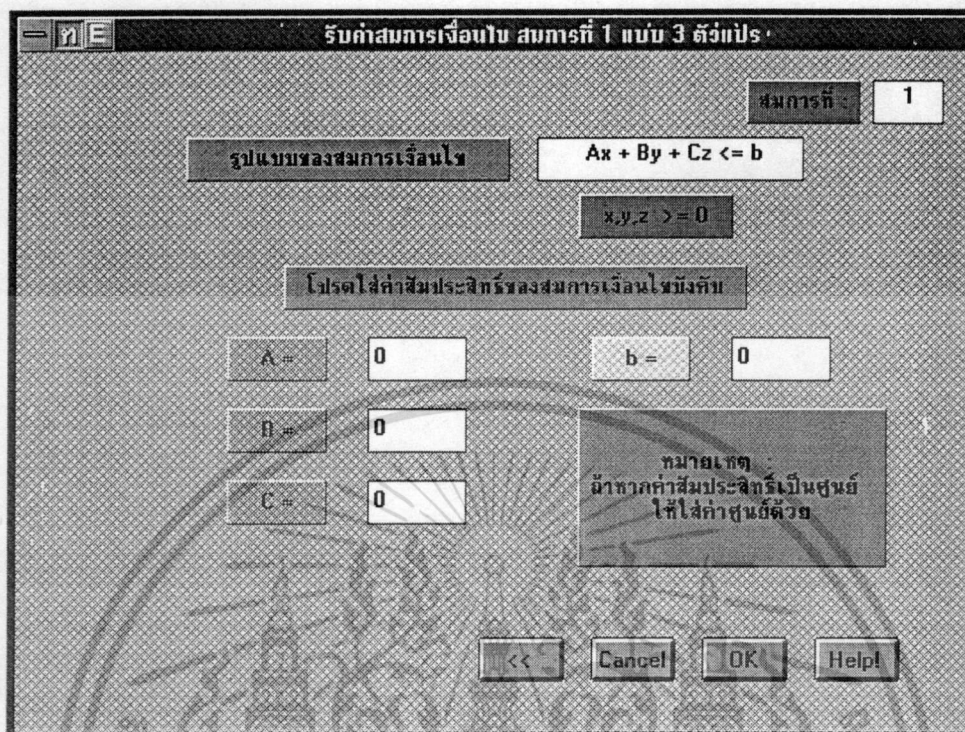 ท E รับค่าสมการเงื่อนไข สมการที่ 1 แบบ 3 ตัวแปร
สมการที่ : 1
รูปแบบของสมการเงื่อนไข Ax + By + Cz <= b
x,y,z >= 0
โปรดใส่ค่าสัมประสิทธิ์ของสมการเงื่อนไขบังคับ
A = 0 b = 0
B = 0
C = 0
หมายเหตุ
ถ้าหากค่าสัมประสิทธิ์เป็นศูนย์
ให้ใส่ค่าศูนย์ด้วย
<< Cancel OK Help!